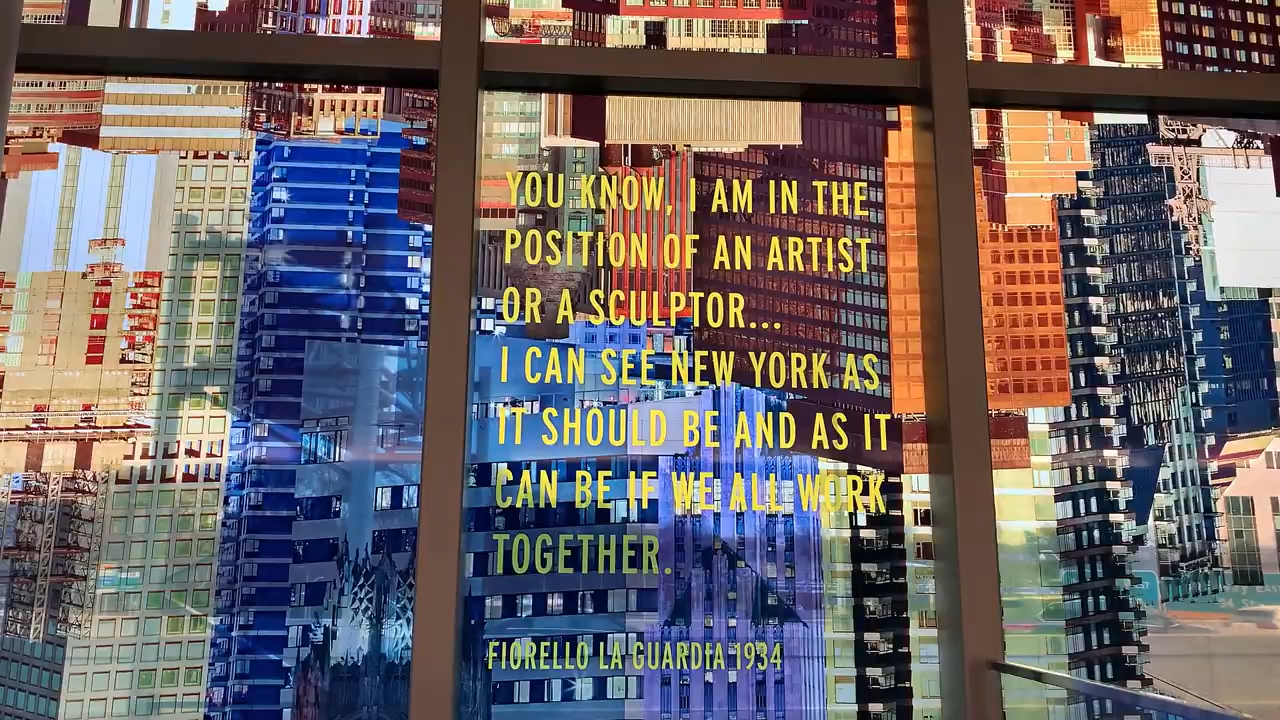 YOU KNOW, I AM IN THE
POSITION OF AN ARTIST
OR A SCULPTOR...
I CAN SEE NEW YORK AS
IT SHOULD BE AND AS IT
CAN BE IF WE ALL WORK
TOGETHER.
FIORELLO LA GUARDIA 1934